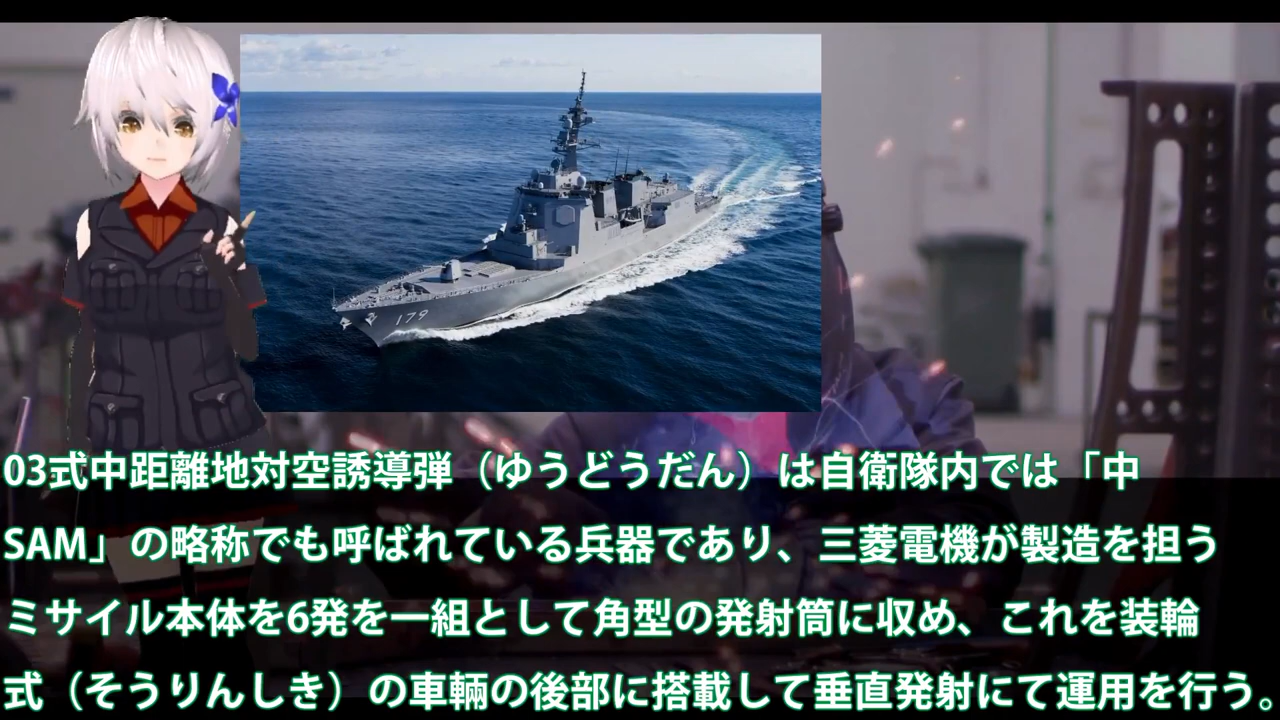 179
03式中距離地対空誘導弾（ゆうどうだん）は自衛隊内では「中
SAM」の略称でも呼ばれている兵器であり、三菱電機が製造を担う
ミサイル本体を6発を一組として角型の発射筒に収め、これを装輪
式（そうりんしき）の車輌の後部に搭載して垂直発射にて運用を行う。